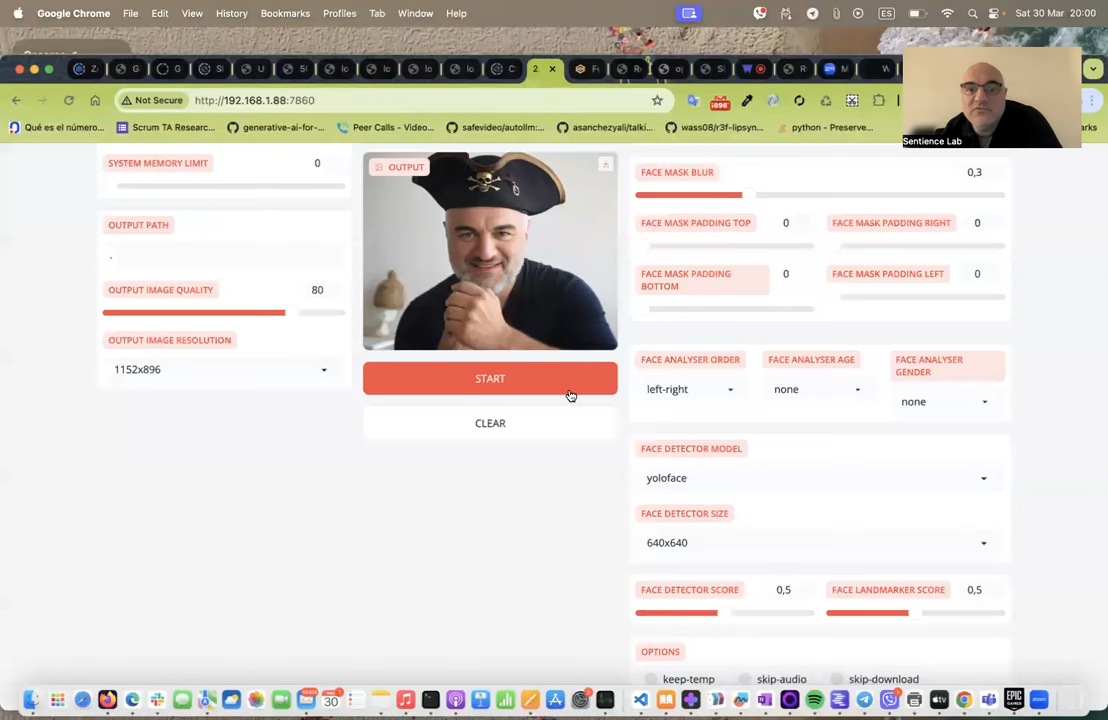 Google Chrome File Edit View History Bookmarks Profiles Tab Window Help ES Sat 30 Mar 20:00
2.
Not Secure http://192.168.1.88:7860
Qué es el número... Scrum TA Researc... generative-ai-for-... Peer Calls - Video... safevideo/autollm:... asanchezyali/talki... wass08/r3f-lipsyn... python - Preserve... arks
Sentience Lab
SYSTEM MEMORY LIMIT 0
OUTPUT PATH
.
OUTPUT IMAGE QUALITY 80
OUTPUT IMAGE RESOLUTION
1152x896
OUTPUT
START
CLEAR
FACE MASK BLUR 0,3
FACE MASK PADDING TOP 0 FACE MASK PADDING RIGHT 0
FACE MASK PADDING BOTTOM 0 FACE MASK PADDING LEFT 0
FACE ANALYSER ORDER FACE ANALYSER AGE FACE ANALYSER GENDER
left-right none none
FACE DETECTOR MODEL
yoloface
FACE DETECTOR SIZE
640x640
FACE DETECTOR SCORE 0,5 FACE LANDMARKER SCORE 0,5
OPTIONS
keep-temp skip-audio skip-download